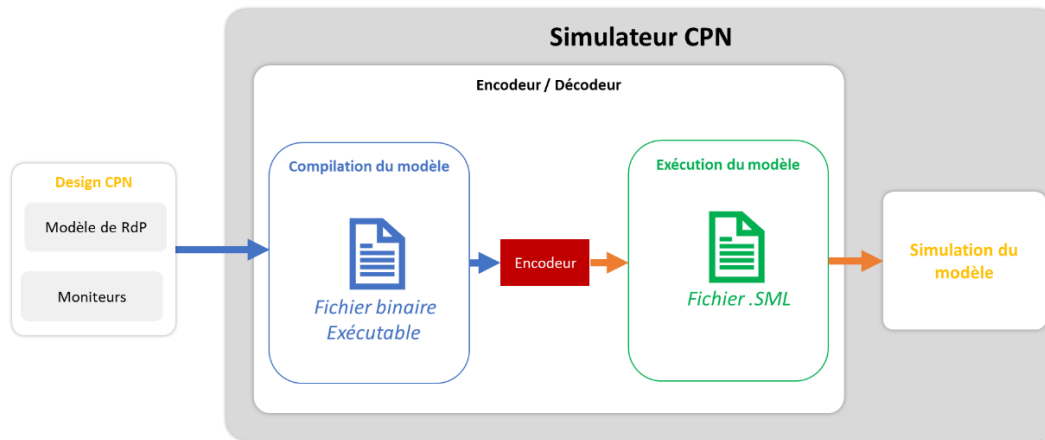 Simulateur CPN
Encodeur / Décodeur
Design CPN
Modèle de RdP
Moniteurs
Compilation du modèle
Fichier binaire
Exécutable
Encodeur
Exécution du modèle
Fichier .SML
Simulation du
modèle